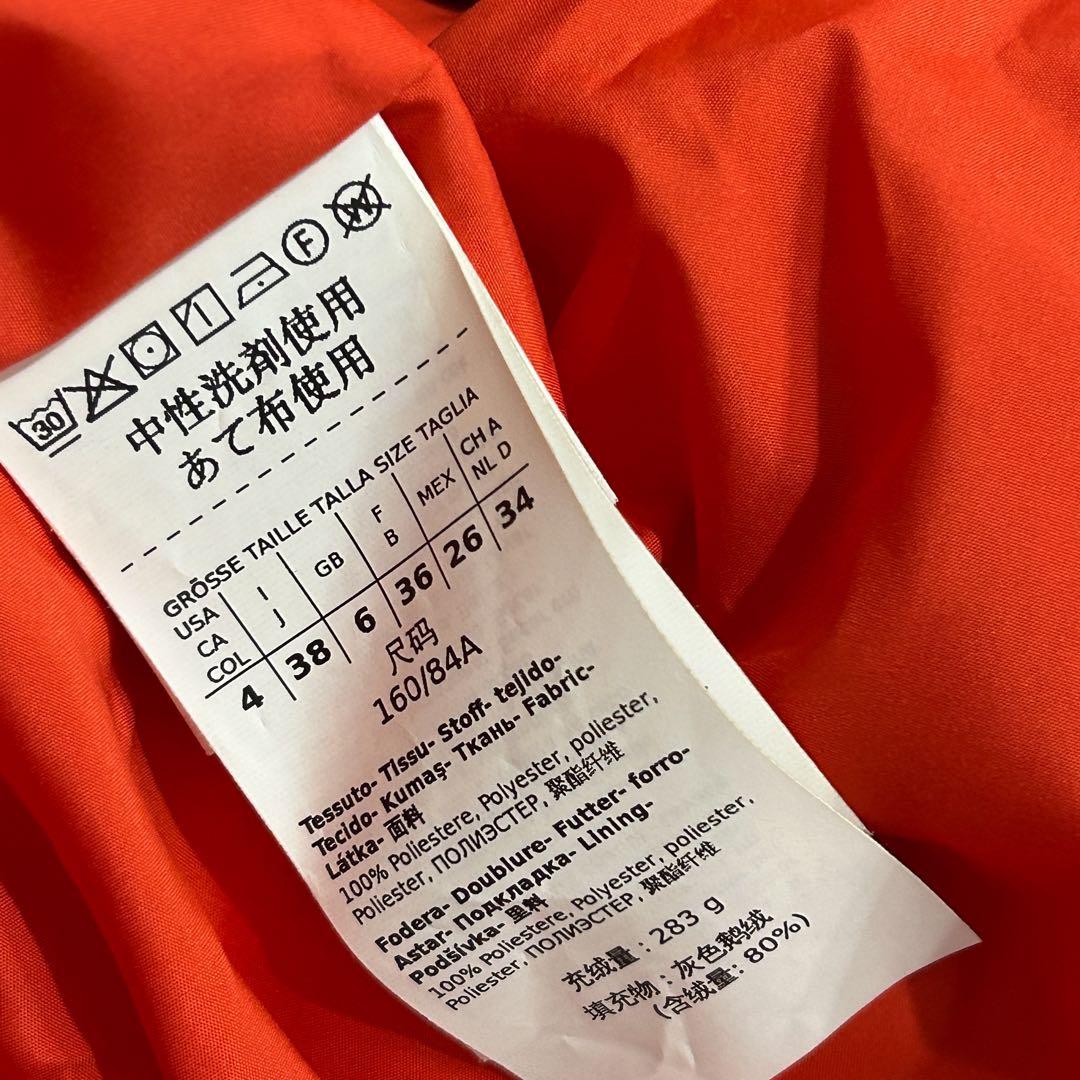 30 1 F W
中性洗剤使用
あて布使用
GRÖSSE TAILLE TALLA SIZE TAGLIA
USA CA COL I J GB F B MEX CH A NL D
4 38 6 36 26 34
尺码
160/84A
Tessuto- Tissu- Stoff- tejido-
Tecido- Kumaş- Ткань- Fabric-
Látka- 面料
100% Poliestere, Polyester, poliester,
Poliester, ПОЛИЭСТЕР, 聚酯纤维
Fodera- Doublure- Futter- forro-
Astar- Подкладка- Lining-
Podšívka- 里料
100% Poliestere, Polyester, poliester,
Poliester, ПОЛИЭСТЕР, 聚酯纤维
充绒量: 283 g
填充物: 灰色鹅绒
(含绒量: 80%)